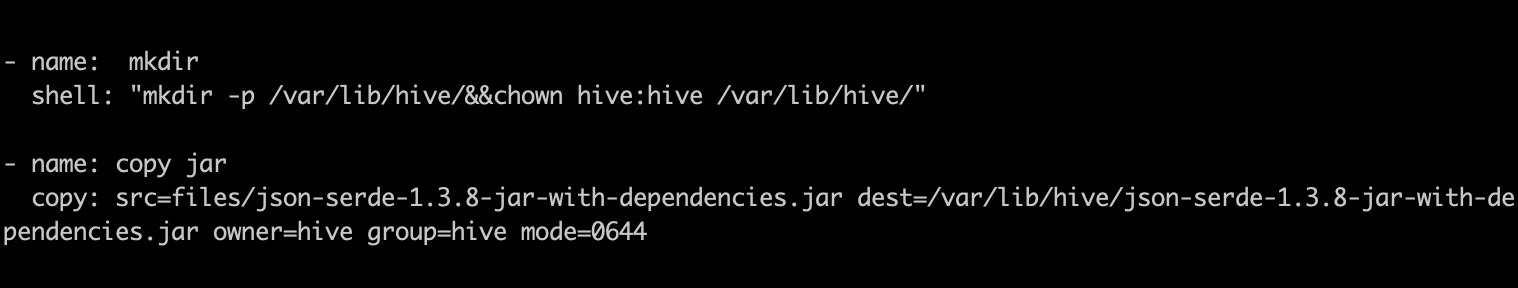 - name:  mkdir
  shell: "mkdir -p /var/lib/hive/&&chown hive:hive /var/lib/hive/"
- name: copy jar
  copy: src=files/json-serde-1.3.8-jar-with-dependencies.jar dest=/var/lib/hive/json-serde-1.3.8-jar-with-de
pendencies.jar owner=hive group=hive mode=0644